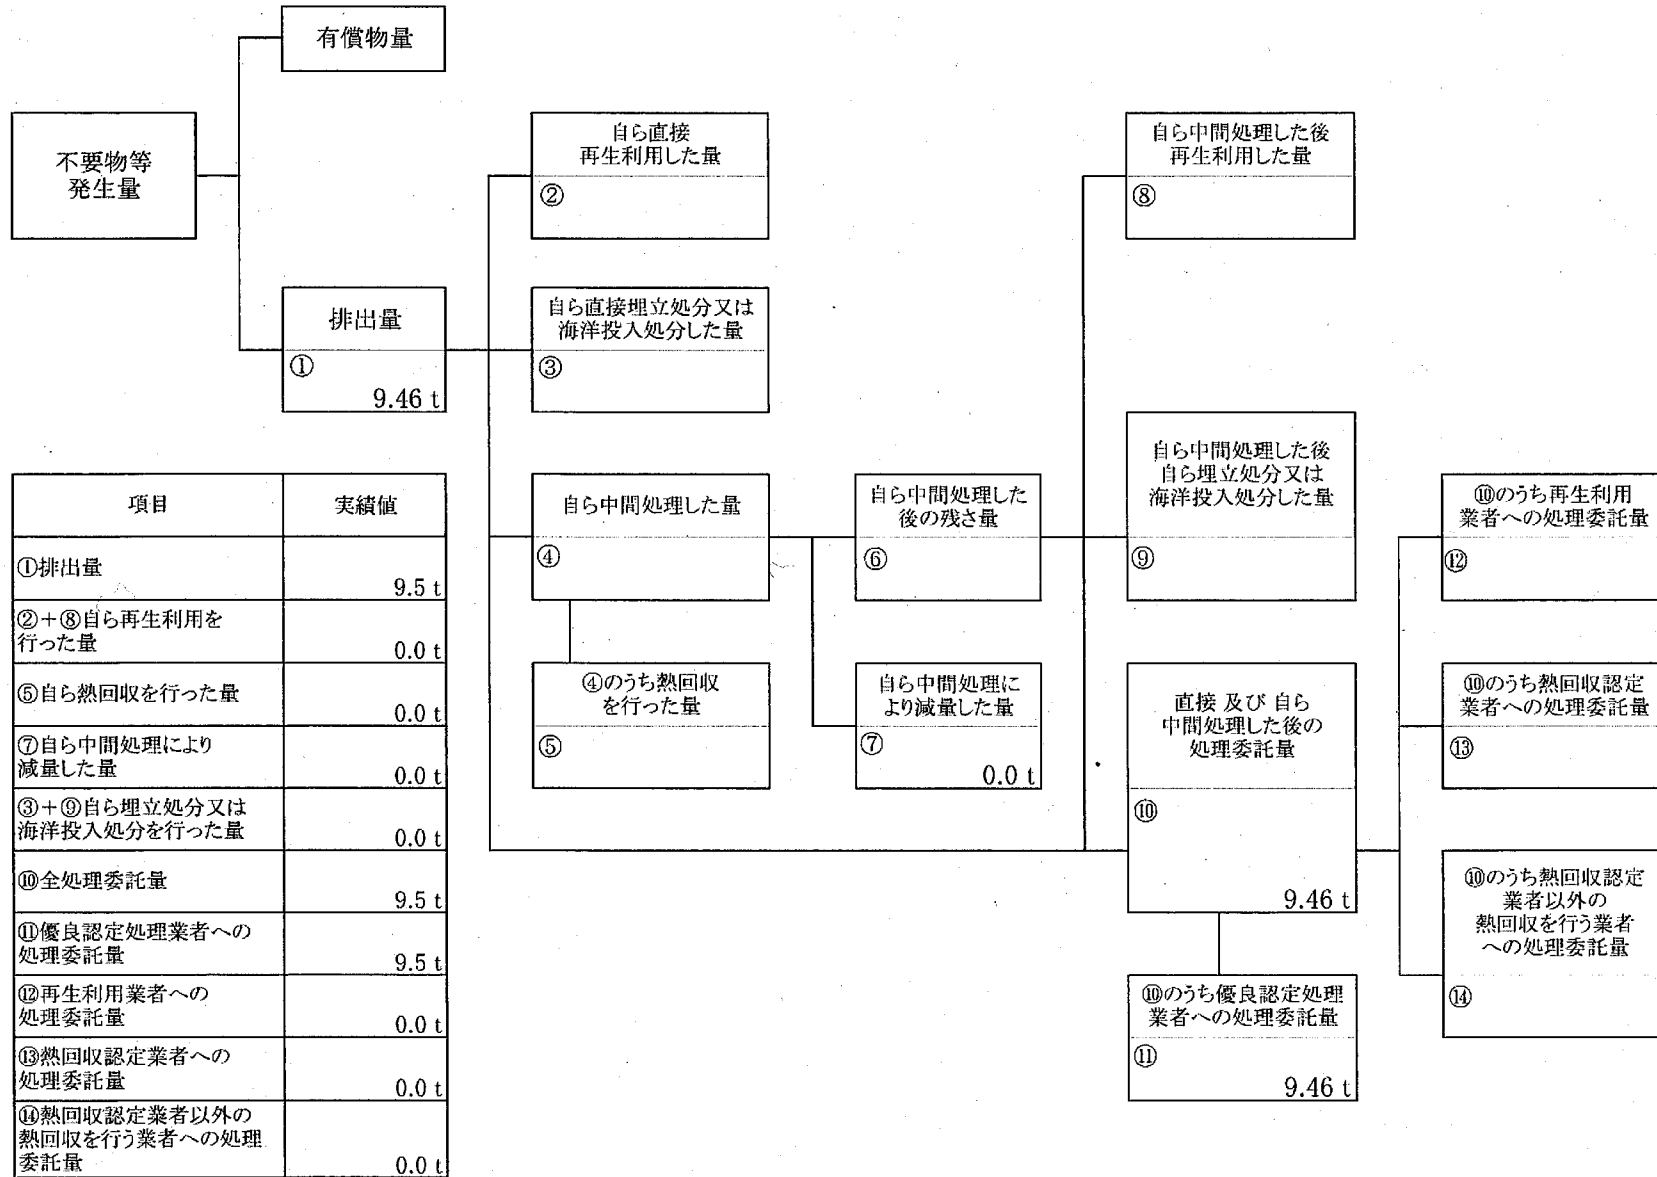 有償物量
不要物等
発生量
自ら直接
再生利用した量
②
自ら中間処理した後
再生利用した量
⑧
排出量
①
9.46 t
自ら直接埋立処分又は
海洋投入処分した量
③
自ら中間処理した量
④
自ら中間処理した
後の残さ量
⑥
自ら中間処理した後
自ら埋立処分又は
海洋投入処分した量
⑨
⑩のうち再生利用
業者への処理委託量
⑫
④のうち熱回収
を行った量
⑤
自ら中間処理に
より減量した量
⑦
0.0 t
直接 及び 自ら
中間処理した後の
処理委託量
⑩
9.46 t
⑩のうち熱回収認定
業者への処理委託量
⑬
⑩のうち熱回収認定
業者以外の
熱回収を行う業者
への処理委託量
⑭
⑩のうち優良認定処理
業者への処理委託量
⑪
9.46 t
項目 実績値
①排出量
9.5 t
②＋⑧自ら再生利用を
行った量
0.0 t
⑤自ら熱回収を行った量
0.0 t
⑦自ら中間処理により
減量した量
0.0 t
③＋⑨自ら埋立処分又は
海洋投入処分を行った量
0.0 t
⑩全処理委託量
9.5 t
⑪優良認定処理業者への
処理委託量
9.5 t
⑫再生利用業者への
処理委託量
0.0 t
⑬熱回収認定業者への
処理委託量
0.0 t
⑭熱回収認定業者以外の
熱回収を行う業者への処理
委託量
0.0 t